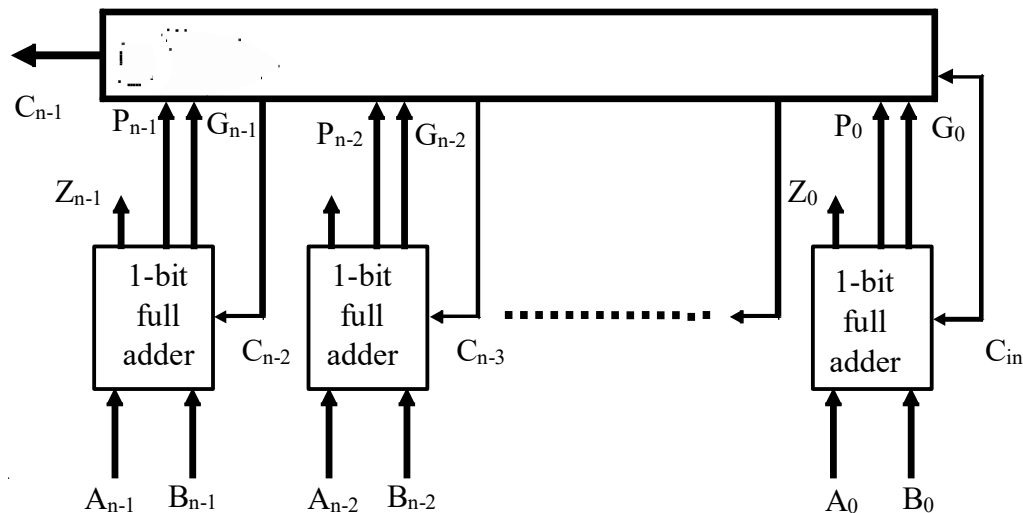 C_{n-1}
P_{n-1} G_{n-1} P_{n-2} G_{n-2} P_0 G_0
Z_{n-1} Z_0
1-bit full adder
1-bit full adder
1-bit full adder
C_{n-2} C_{n-3} C_{in}
A_{n-1} B_{n-1} A_{n-2} B_{n-2} A_0 B_0